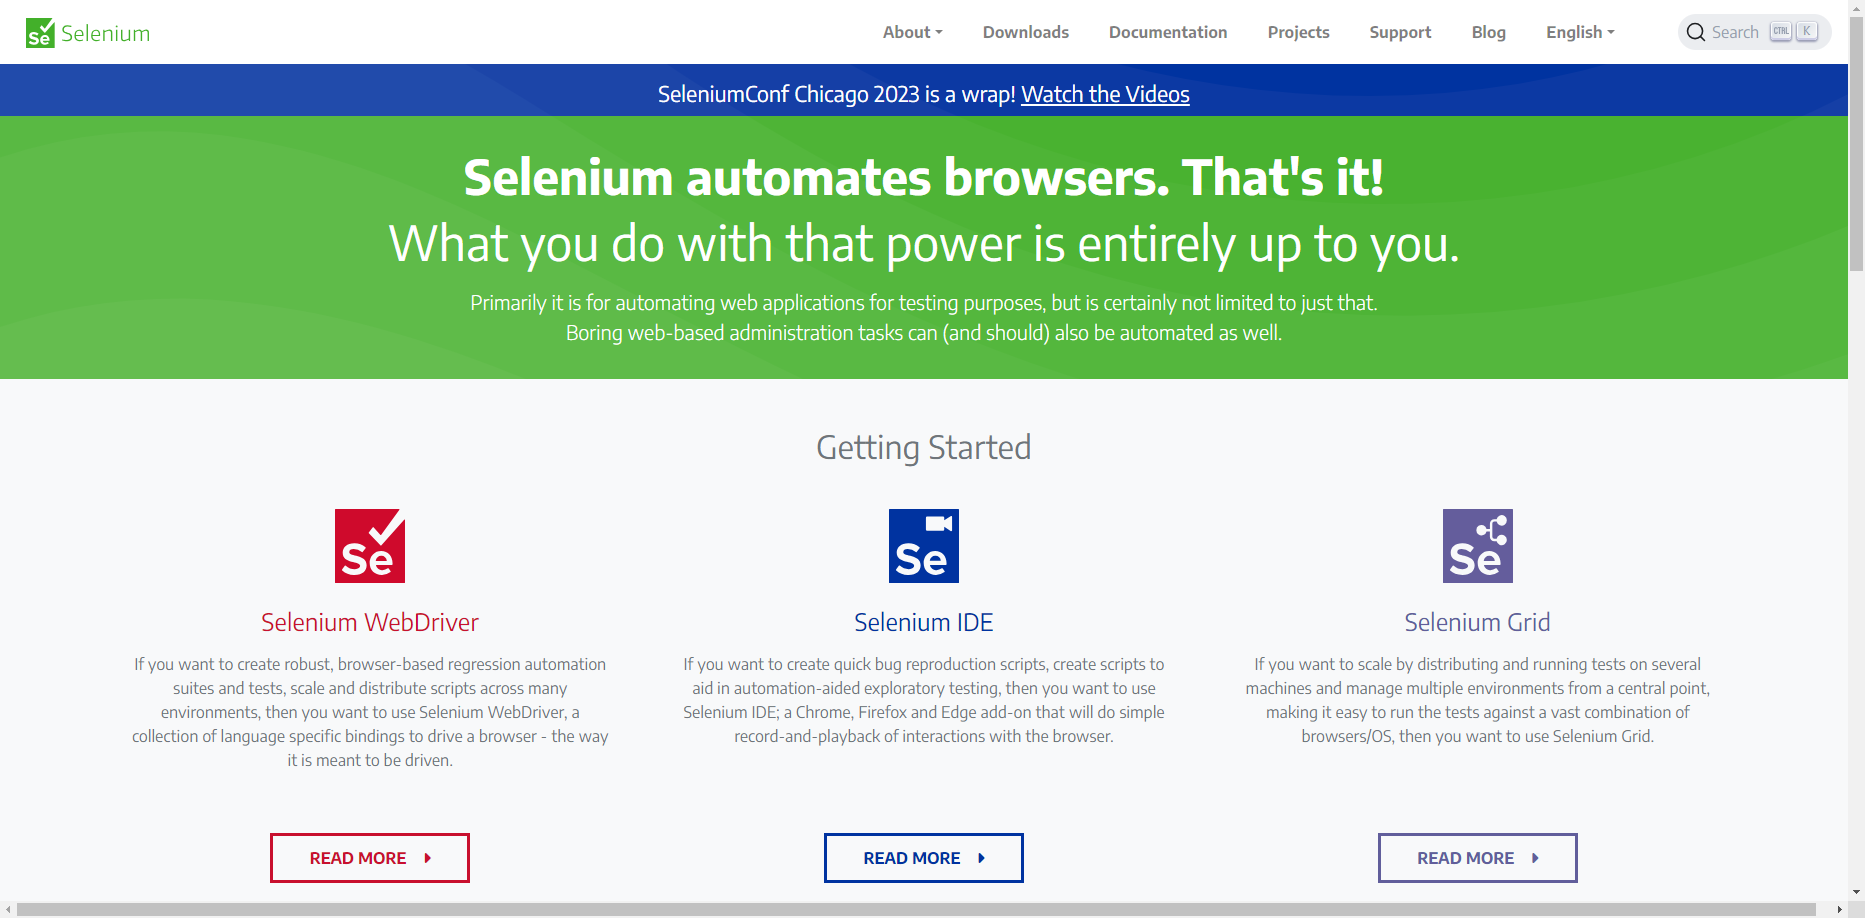 Se Selenium
About Downloads Documentation Projects Support Blog English Search CTRL K
SeleniumConf Chicago 2023 is a wrap! Watch the Videos
Selenium automates browsers. That's it!
What you do with that power is entirely up to you.
Primarily it is for automating web applications for testing purposes, but is certainly not limited to just that.
Boring web-based administration tasks can (and should) also be automated as well.
Getting Started
Se
Selenium WebDriver
If you want to create robust, browser-based regression automation
suites and tests, scale and distribute scripts across many
environments, then you want to use Selenium WebDriver, a
collection of language specific bindings to drive a browser - the way
it is meant to be driven.
READ MORE
Se
Selenium IDE
If you want to create quick bug reproduction scripts, create scripts to
aid in automation-aided exploratory testing, then you want to use
Selenium IDE; a Chrome, Firefox and Edge add-on that will do simple
record-and-playback of interactions with the browser.
READ MORE
Se
Selenium Grid
If you want to scale by distributing and running tests on several
machines and manage multiple environments from a central point,
making it easy to run the tests against a vast combination of
browsers/OS, then you want to use Selenium Grid.
READ MORE